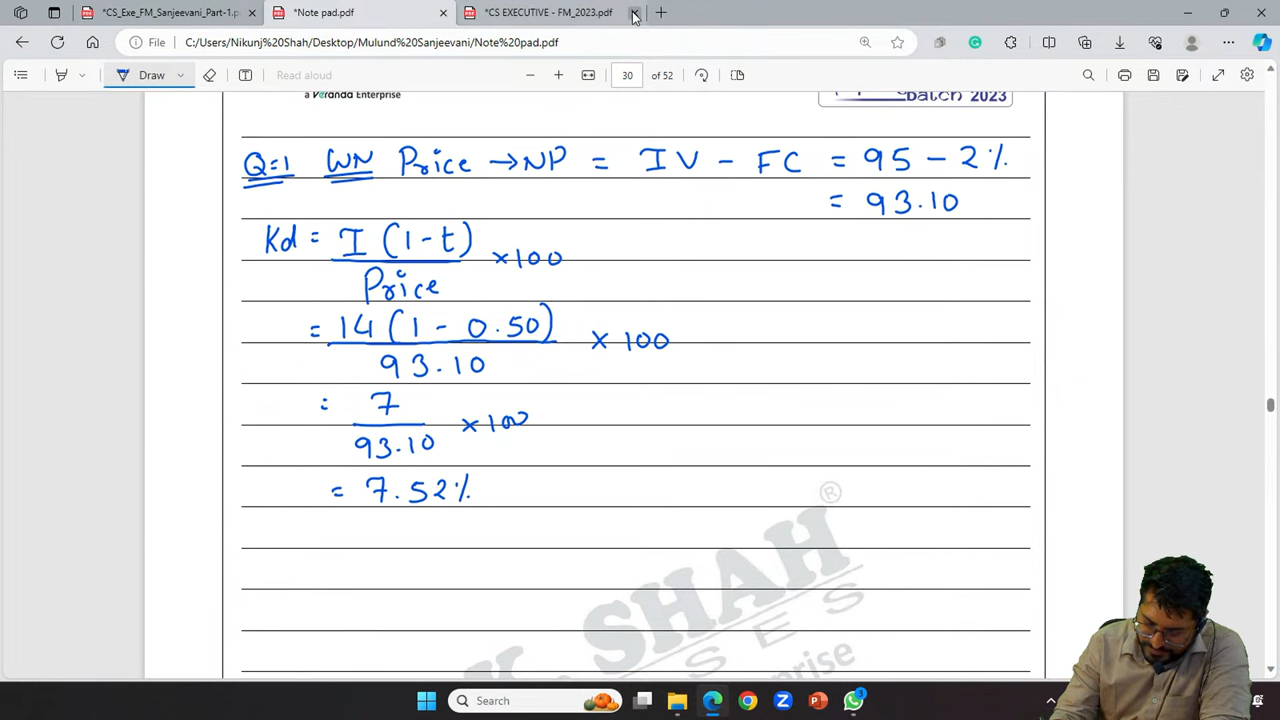 *CS_Exe_FM_Sanjeevani_Part-1.p
*Note pad.pdf
*CS EXECUTIVE - FM_2023.pdf
File C:/Users/Nikunj%20Shah/Desktop/Mulund%20Sanjeevani/Note%20pad.pdf
Draw Read aloud 30 of 52
a Veranda Enterprise
batch 2023
Q=1 WN Price → NP = IV - FC = 95 - 2%
= 93.10
Kd = I (1-t) ×100
Price
= 14 (1 - 0.50) × 100
93.10
= 7 ×100
93.10
= 7.52%
K SHAH
SES
rprise
®
Search
3